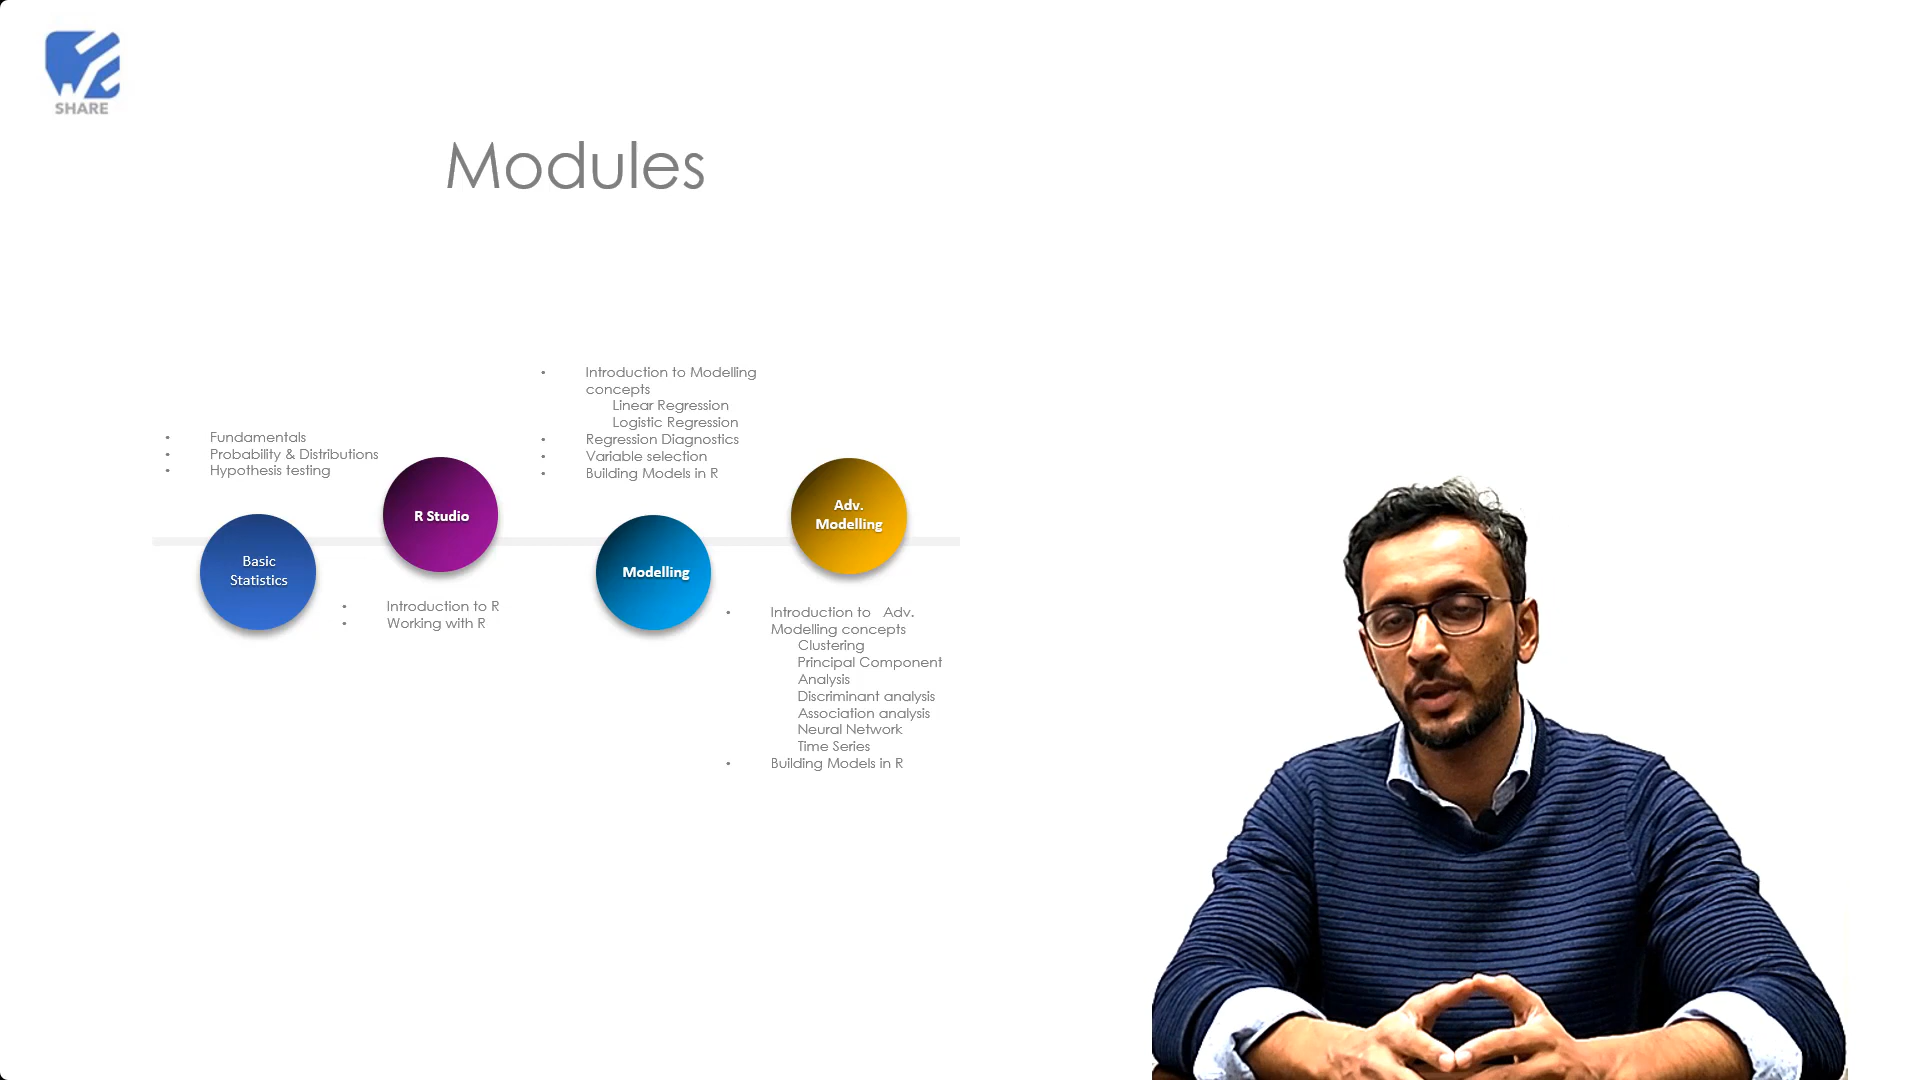 SHARE
Modules
Fundamentals
Probability & Distributions
Hypothesis testing
Basic
Statistics
R Studio
Introduction to R
Working with R
Introduction to Modelling
concepts
Linear Regression
Logistic Regression
Regression Diagnostics
Variable selection
Building Models in R
Modelling
Adv.
Modelling
Introduction to Adv.
Modelling concepts
Clustering
Principal Component
Analysis
Discriminant analysis
Association analysis
Neural Network
Time Series
Building Models in R